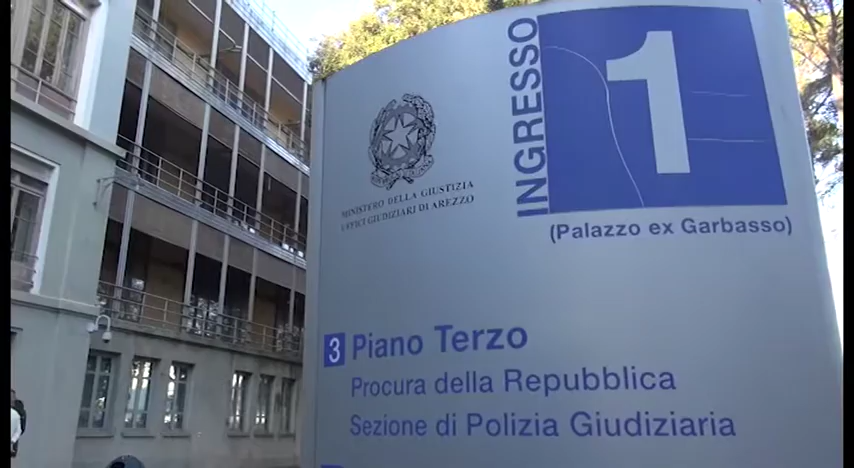 INGRESSO 1
MINISTERO DELLA GIUSTIZIA
UFFICI GIUDIZIARI DI AREZZO
(Palazzo ex Garbasso)
3 Piano Terzo
Procura della Repubblica
Sezione di Polizia Giudiziaria